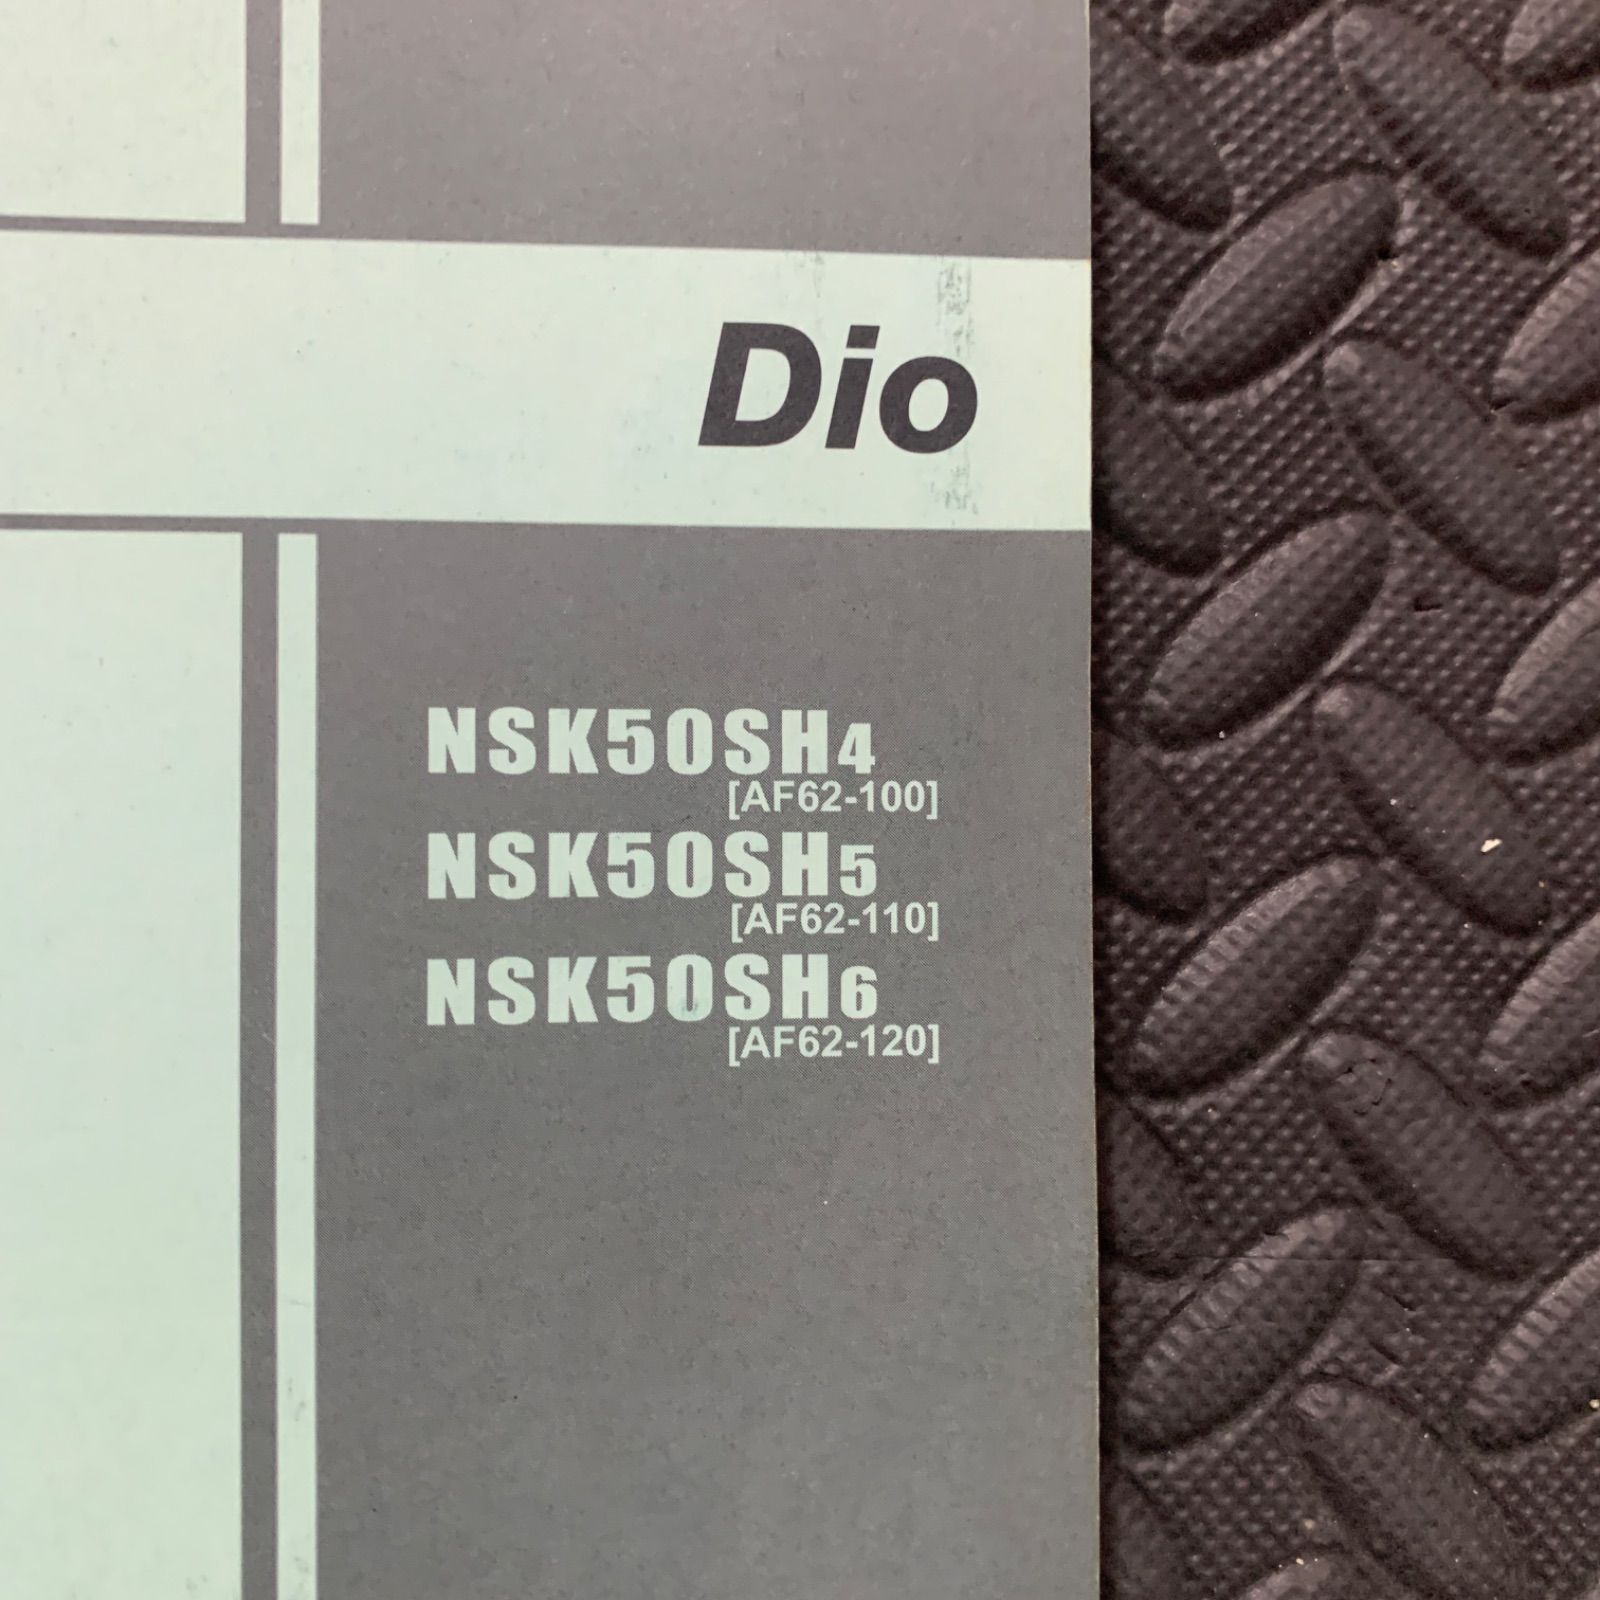 Dio
NSK50SH4
[AF62-100]
NSK50SH5
[AF62-110]
NSK50SH6
[AF62-120]